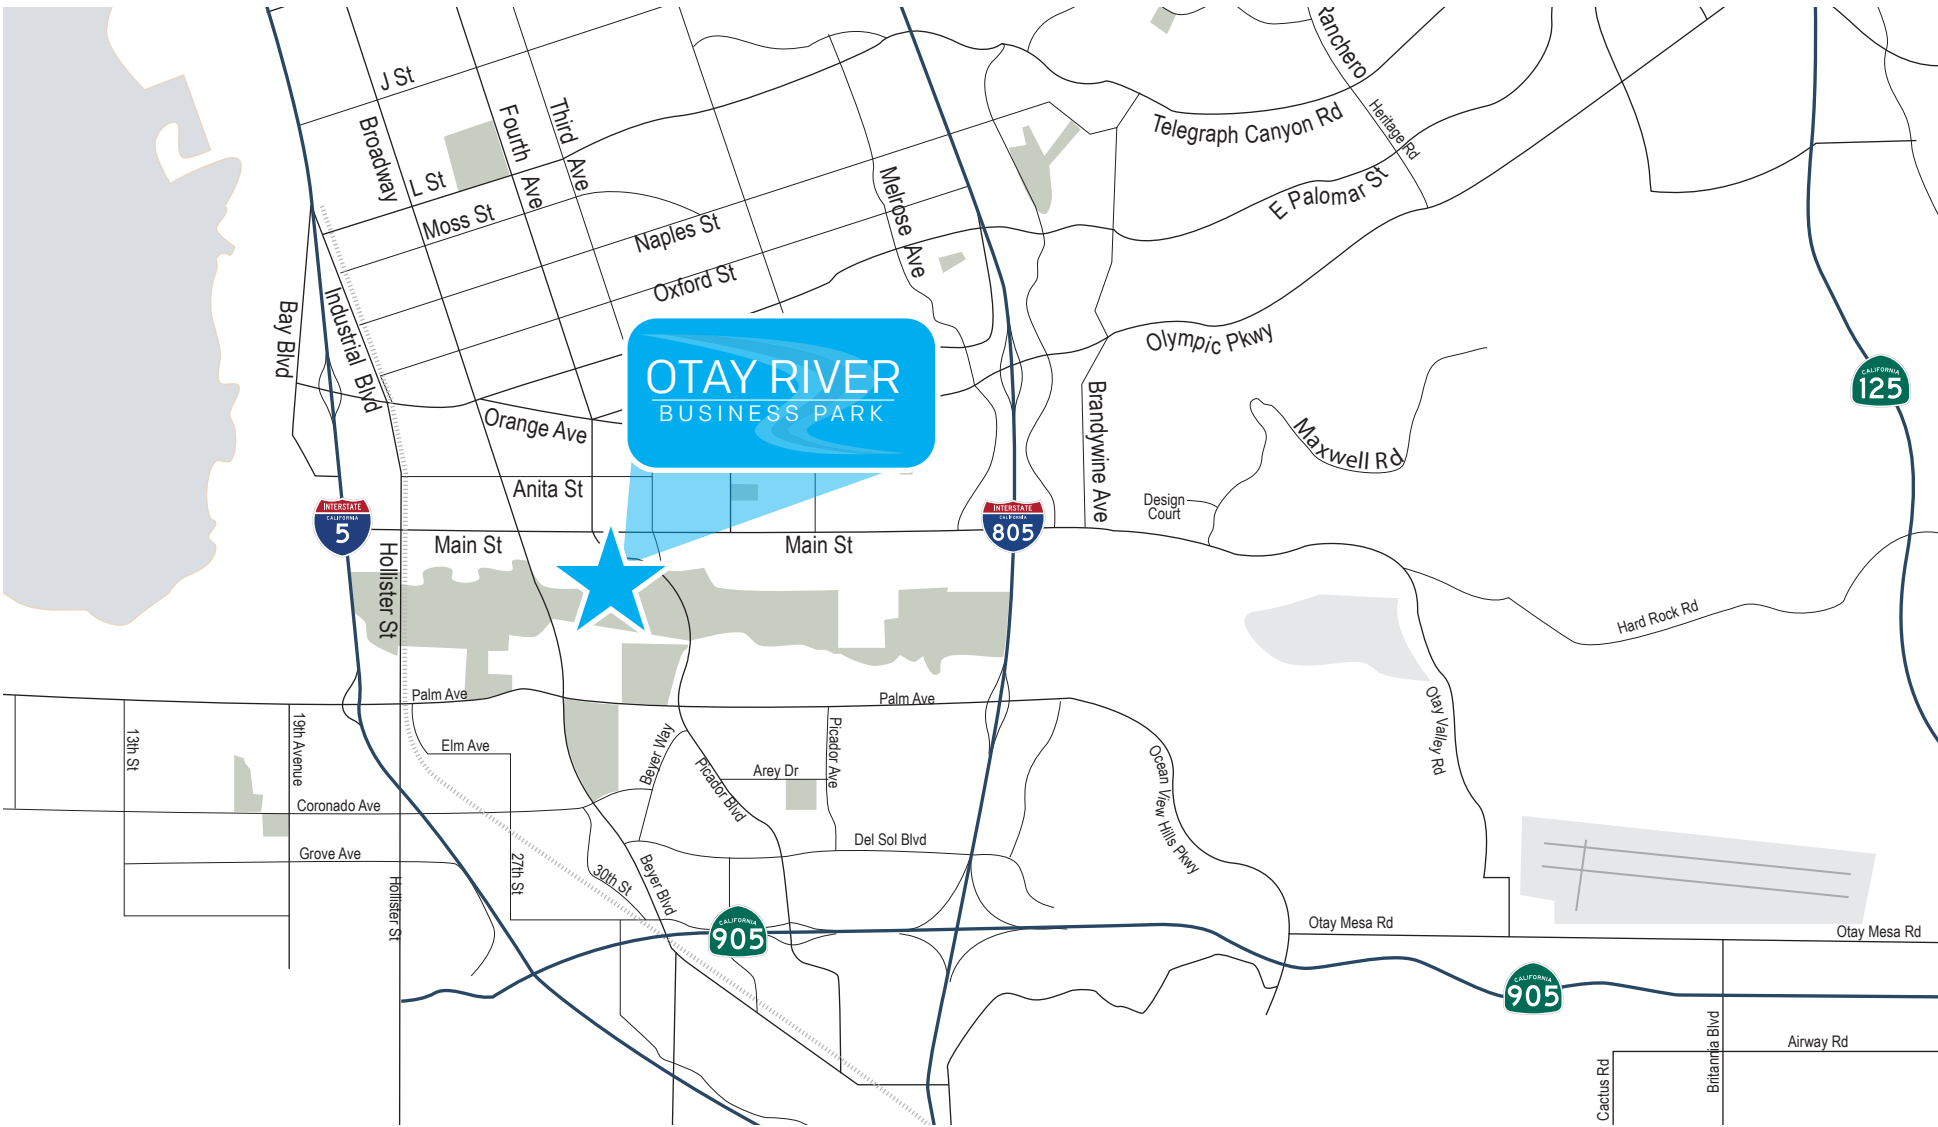 Ranchero
J St
Broadway
Fourth Ave
Third Ave
Telegraph Canyon Rd
Heritage Rd
L St
Moss St
Naples St
Melrose Ave
E Palomar St
Oxford St
Bay Blvd
Industrial Blvd
Olympic Pkwy
OTAY RIVER
BUSINESS PARK
CALIFORNIA
125
Orange Ave
Brandywine Ave
Maxwell Rd
Anita St
Design
Court
INTERSTATE
CALIFORNIA
5
INTERSTATE
CALIFORNIA
805
Main St
Main St
Hollister St
Hard Rock Rd
Palm Ave
Palm Ave
Otay Valley Rd
13th St
19th Avenue
Elm Ave
Beyer Way
Picador Blvd
Arey Dr
Picador Ave
Ocean View Hills Pkwy
Coronado Ave
Grove Ave
Del Sol Blvd
27th St
30th St
Beyer Blvd
Hollister St
CALIFORNIA
905
Otay Mesa Rd
Otay Mesa Rd
CALIFORNIA
905
Britannia Blvd
Airway Rd
Cactus Rd